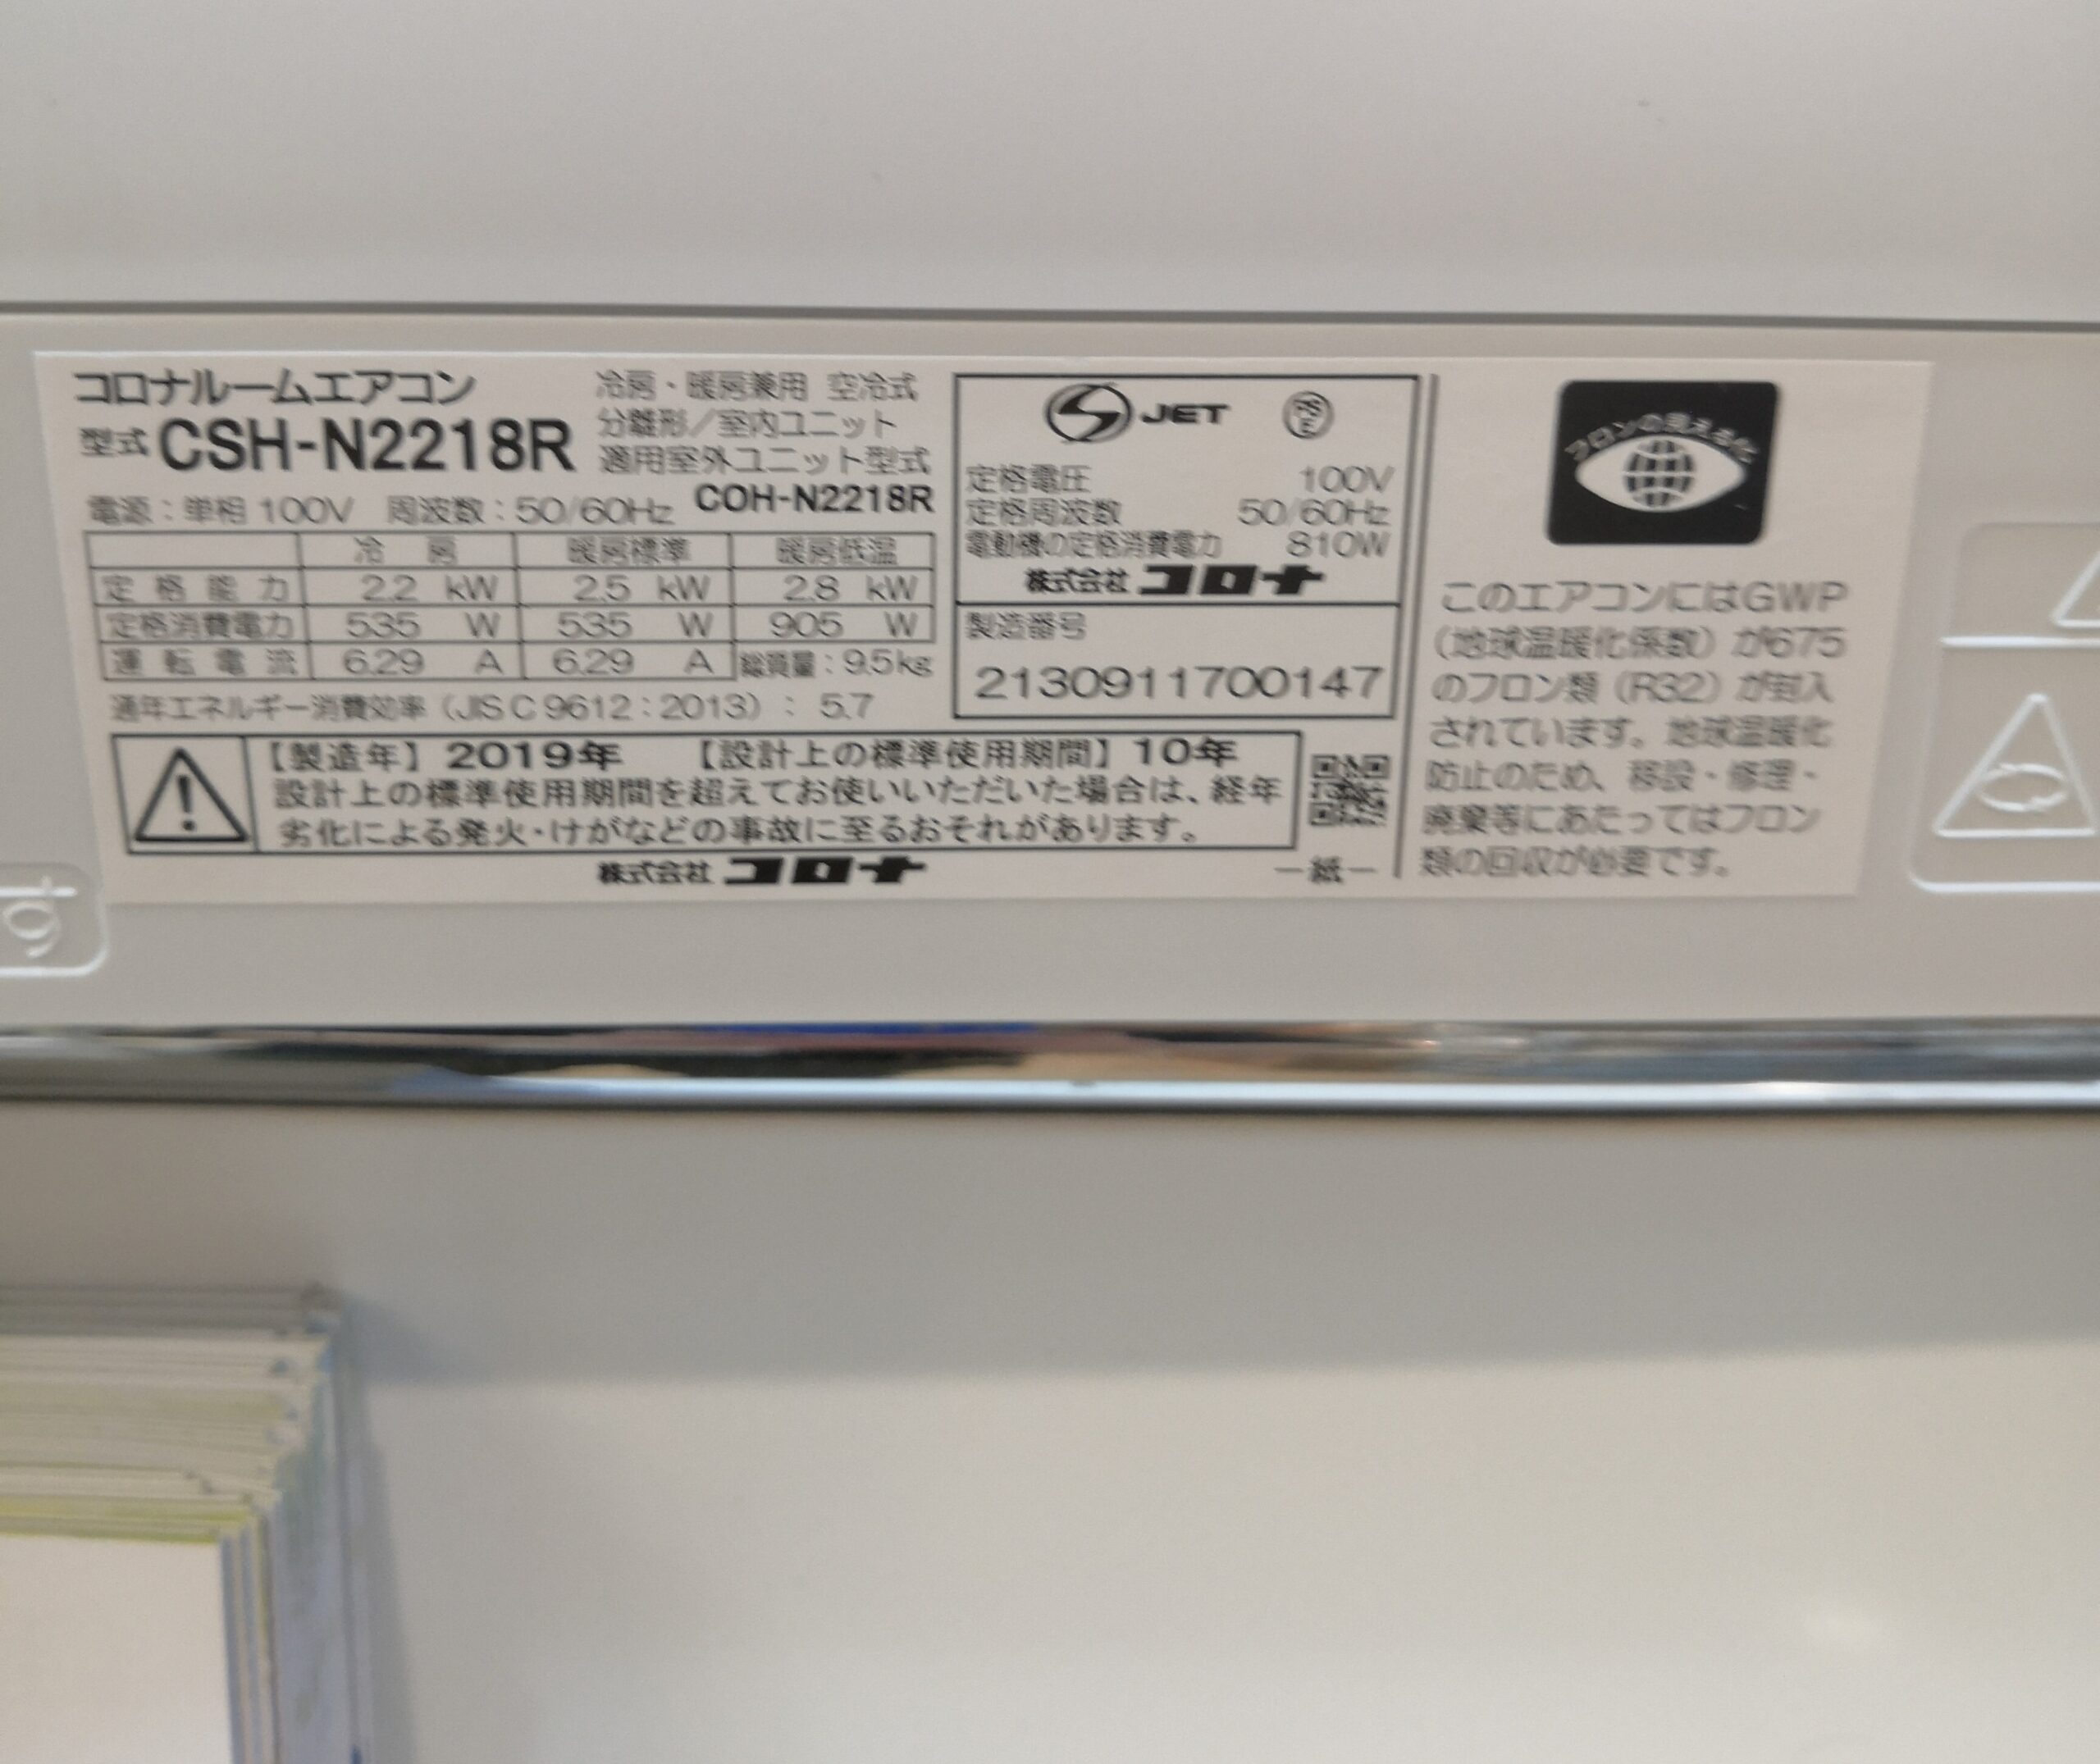 コロナルームエアコン
型式 CSH-N2218R
冷房・暖房兼用 空冷式
分離形／室内ユニット
適用室外ユニット型式
COH-N2218R
電源：単相 100V 周波数：50/60Hz
冷 房 暖房標準 暖房低温
定格能力 2.2 kW 2.5 kW 2.8 kW
定格消費電力 535 W 535 W 905 W
運転電流 6.29 A 6.29 A 総質量：9.5kg
通年エネルギー消費効率（JIS C 9612：2013）： 5.7
【製造年】2019年 【設計上の標準使用期間】10年
設計上の標準使用期間を超えてお使いいただいた場合は、経年
劣化による発火・けがなどの事故に至るおそれがあります。
株式会社 コロナ
－紙－
JET
PS
E
定格電圧 100V
定格周波数 50/60Hz
電動機の定格消費電力 810W
株式会社 コロナ
製造番号
2130911700147
フロンの見える化
このエアコンにはGWP
（地球温暖化係数）が675
のフロン類（R32）が封入
されています。地球温暖化
防止のため、移設・修理・
廃棄等にあたってはフロン
類の回収が必要です。
す